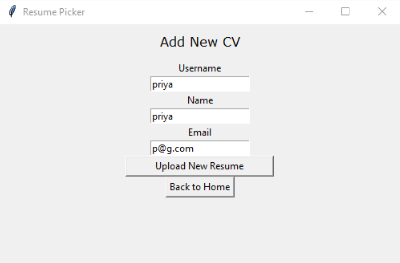 Resume Picker
Add New CV
Username
priya
Name
priya
Email
p@g.com
Upload New Resume
Back to Home